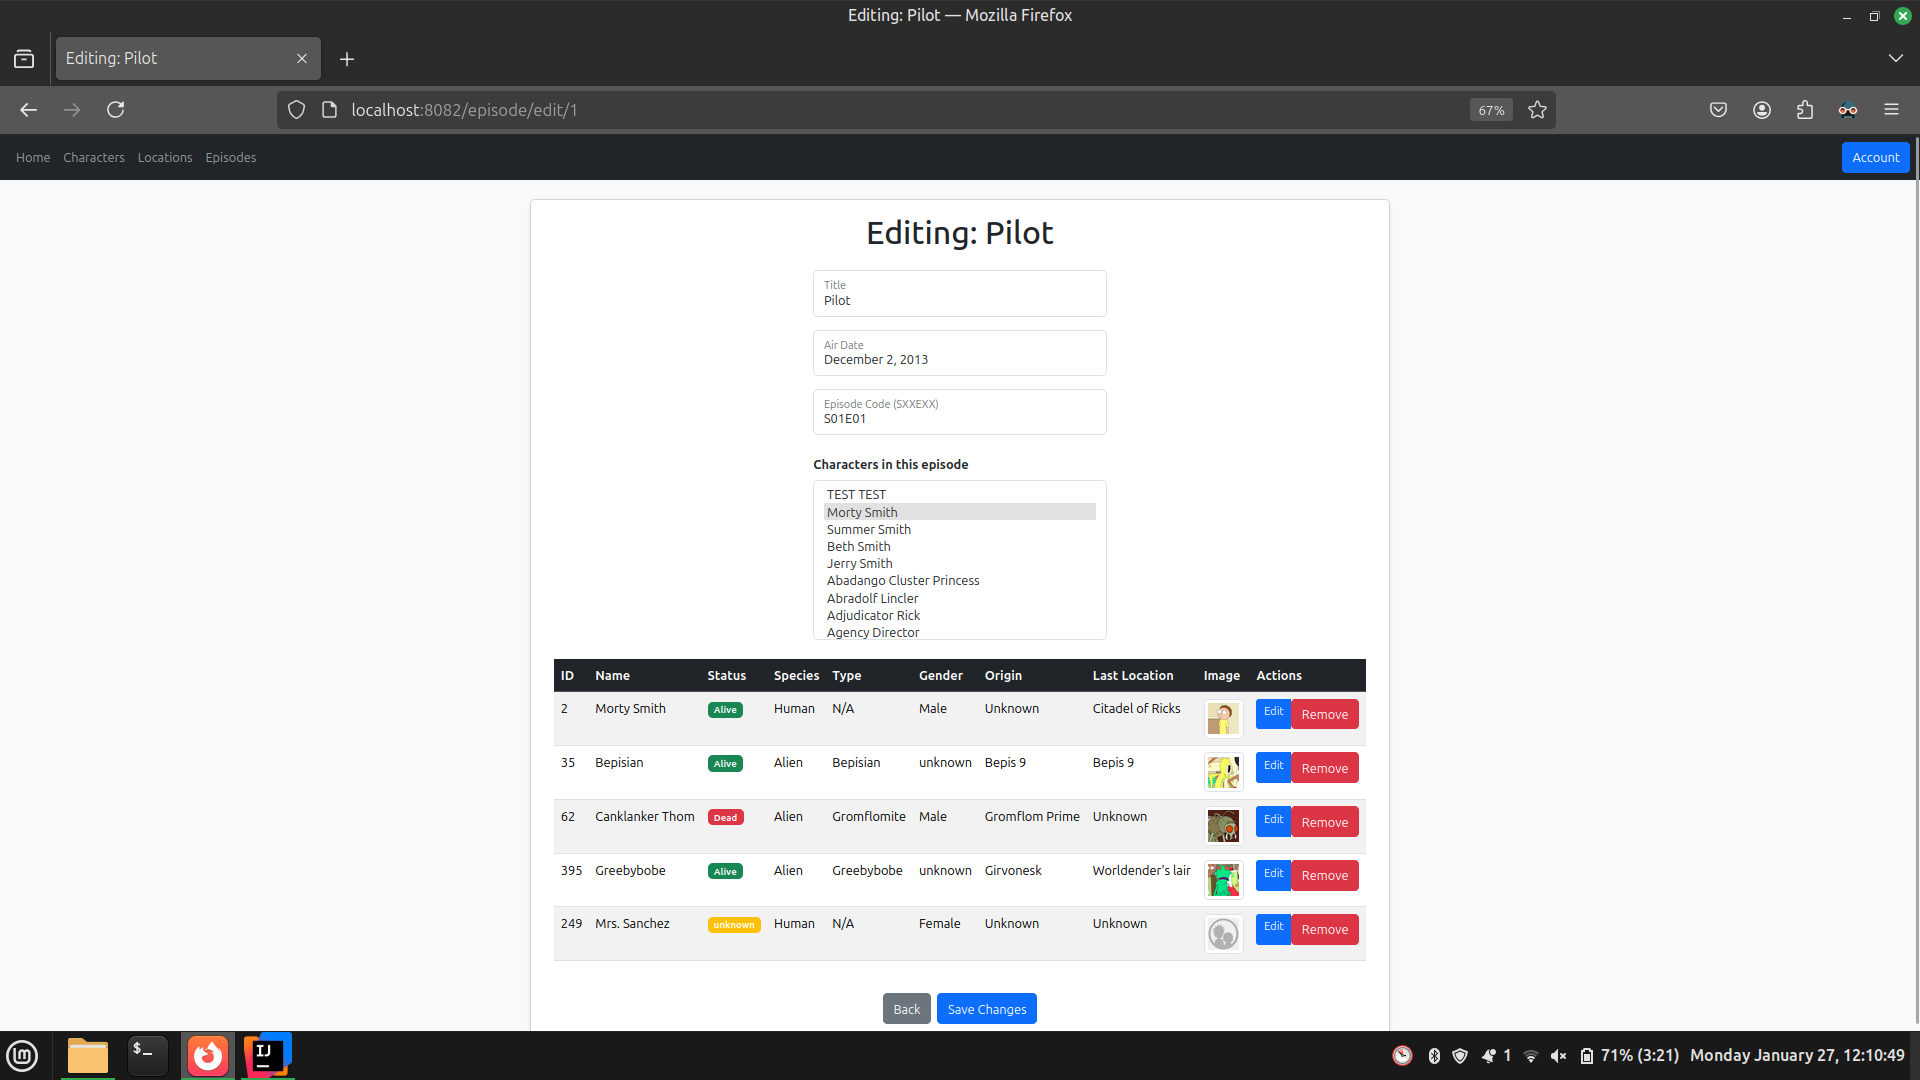 Editing: Pilot — Mozilla Firefox
Editing: Pilot
localhost:8082/episode/edit/1
67%
Home Characters Locations Episodes
Account
Editing: Pilot
Title
Pilot
Air Date
December 2, 2013
Episode Code (SXXEXX)
S01E01
Characters in this episode
TEST TEST
Morty Smith
Summer Smith
Beth Smith
Jerry Smith
Abadango Cluster Princess
Abradolf Lincler
Adjudicator Rick
Agency Director
ID Name Status Species Type Gender Origin Last Location Image Actions
2 Morty Smith Alive Human N/A Male Unknown Citadel of Ricks Edit Remove
35 Bepisian Alive Alien Bepisian unknown Bepis 9 Bepis 9 Edit Remove
62 Canklanker Thom Dead Alien Gromflomite Male Gromflom Prime Unknown Edit Remove
395 Greebybobe Alive Alien Greebybobe unknown Girvonesk Worldender's lair Edit Remove
249 Mrs. Sanchez unknown Human N/A Female Unknown Unknown Edit Remove
Back Save Changes
$_
IJ
1 71% (3:21) Monday January 27, 12:10:49